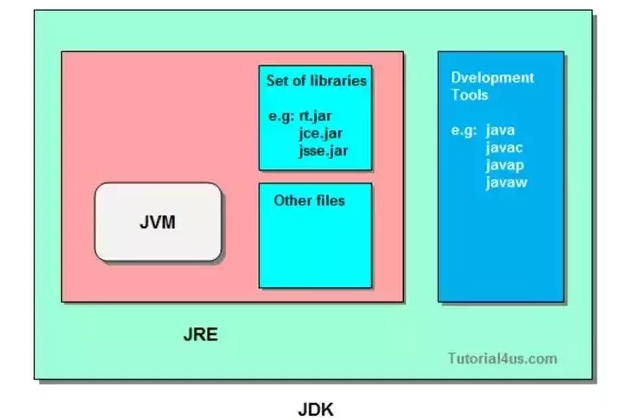 Set of libraries
e.g: rt.jar
jce.jar
jsse.jar
Other files
JVM
JRE
Dvelopment
Tools
e.g: java
javac
javap
javaw
Tutorial4us.com
JDK